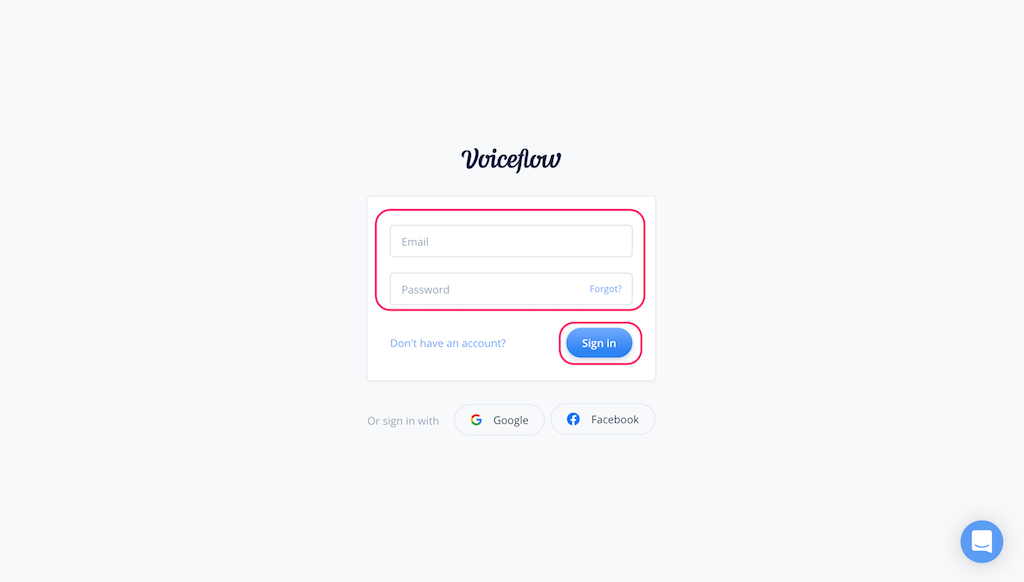 Voiceflow
Email
Password Forgot?
Don't have an account? Sign in
Or sign in with Google Facebook